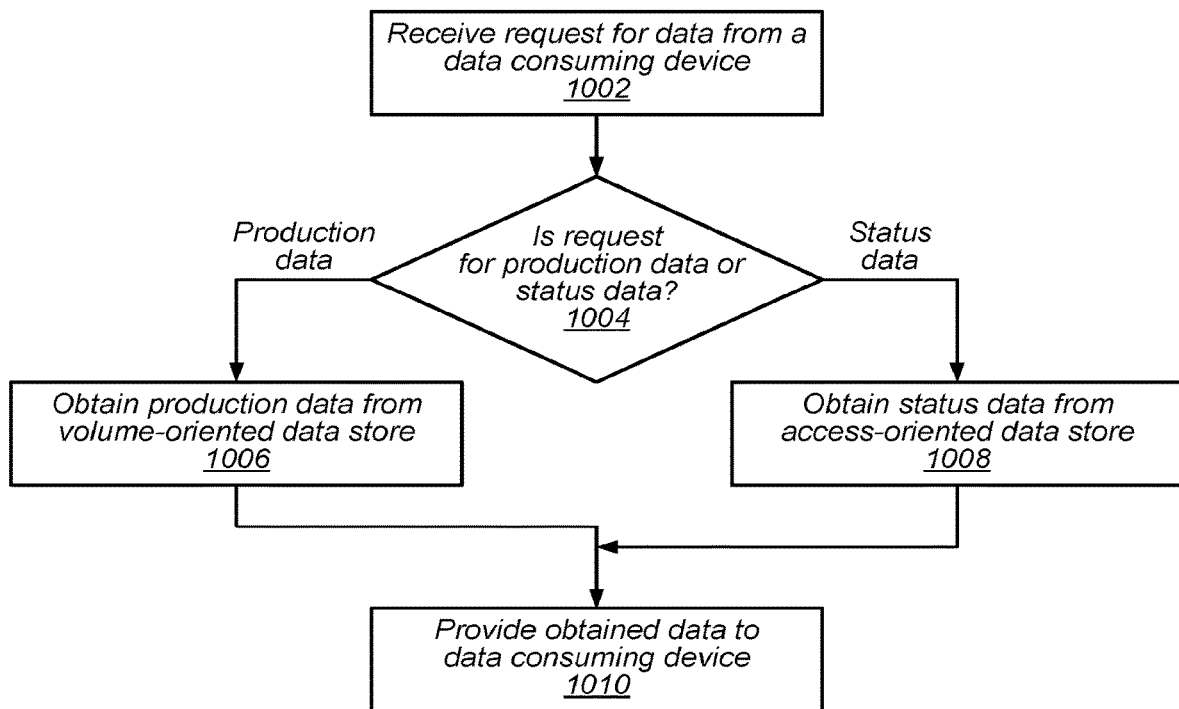 Receive request for data from a
data consuming device
1002
Production
data
Is request
for production data or
status data?
1004
Status
data
Obtain production data from
volume-oriented data store
1006
Obtain status data from
access-oriented data store
1008
Provide obtained data to
data consuming device
1010